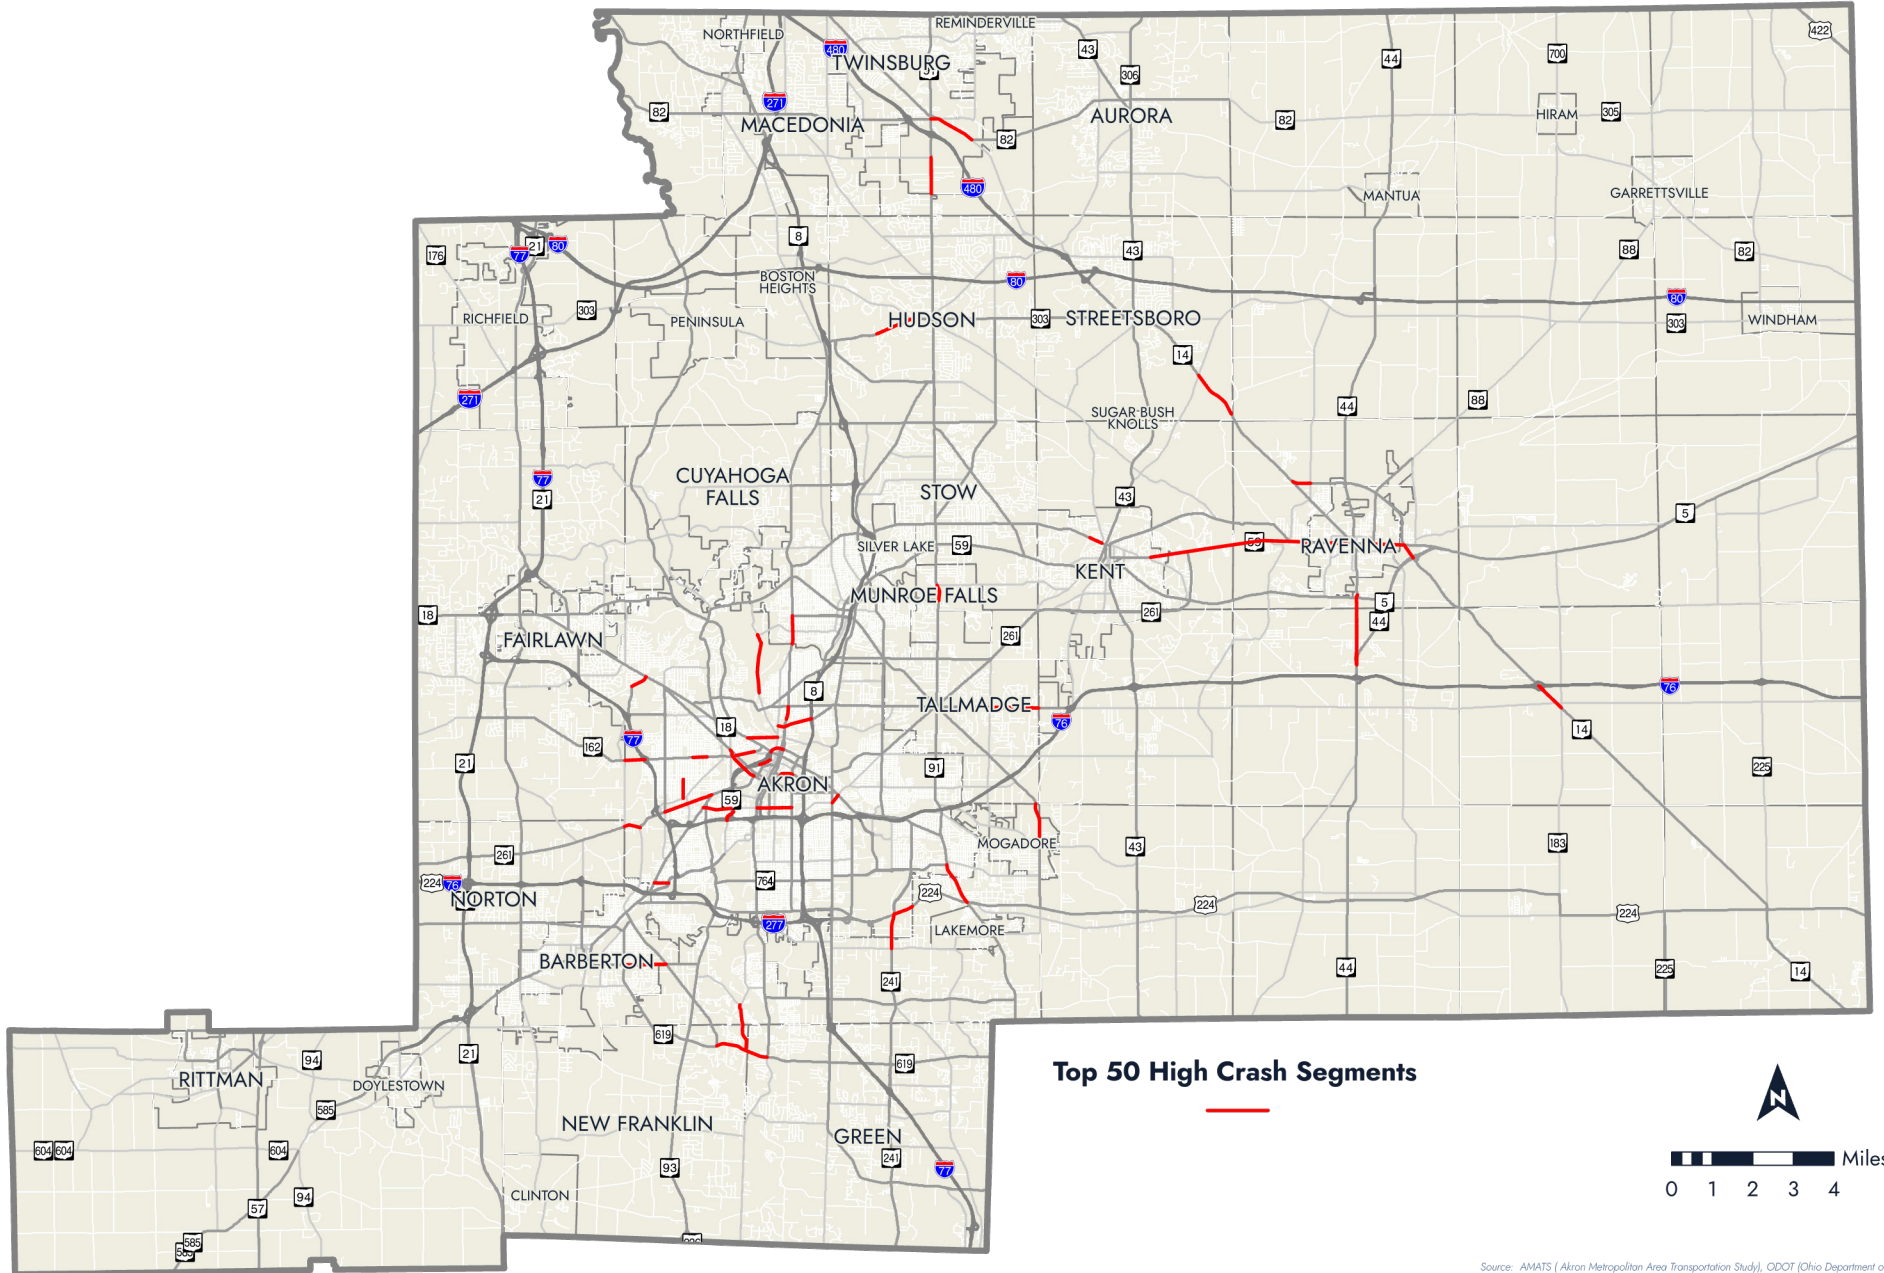 REMINDERVILLE
NORTHFIELD
422
480
43
700
TWINSBURG
44
306
271
82
AURORA
HIRAM
305
82
MACEDONIA
82
480
MANTUA
GARRETTSVILLE
8
21
80
176
77
43
88
82
BOSTON
HEIGHTS
80
80
303
RICHFIELD
PENINSULA
HUDSON
303
STREETSBORO
303
WINDHAM
14
271
44
88
SUGAR BUSH
KNOLLS
CUYAHOGA
FALLS
77
STOW
43
21
5
SILVER LAKE
59
59
RAVENNA
KENT
MUNROE FALLS
5
18
261
44
FAIRLAWN
261
8
76
TALLMADGE
18
76
14
77
162
21
91
225
AKRON
59
MOGADORE
43
183
261
764
224
76
224
NORTON
224
224
277
LAKEMORE
BARBERTON
44
225
14
241
619
21
94
619
RITTMAN
DOYLESTOWN
Top 50 High Crash Segments
N
585
NEW FRANKLIN
GREEN
604
604
604
241
93
77
Miles
94
CLINTON
0 1 2 3 4
57
585
585
Source: AMATS ( Akron Metropolitan Area Transportation Study), ODOT (Ohio Department o